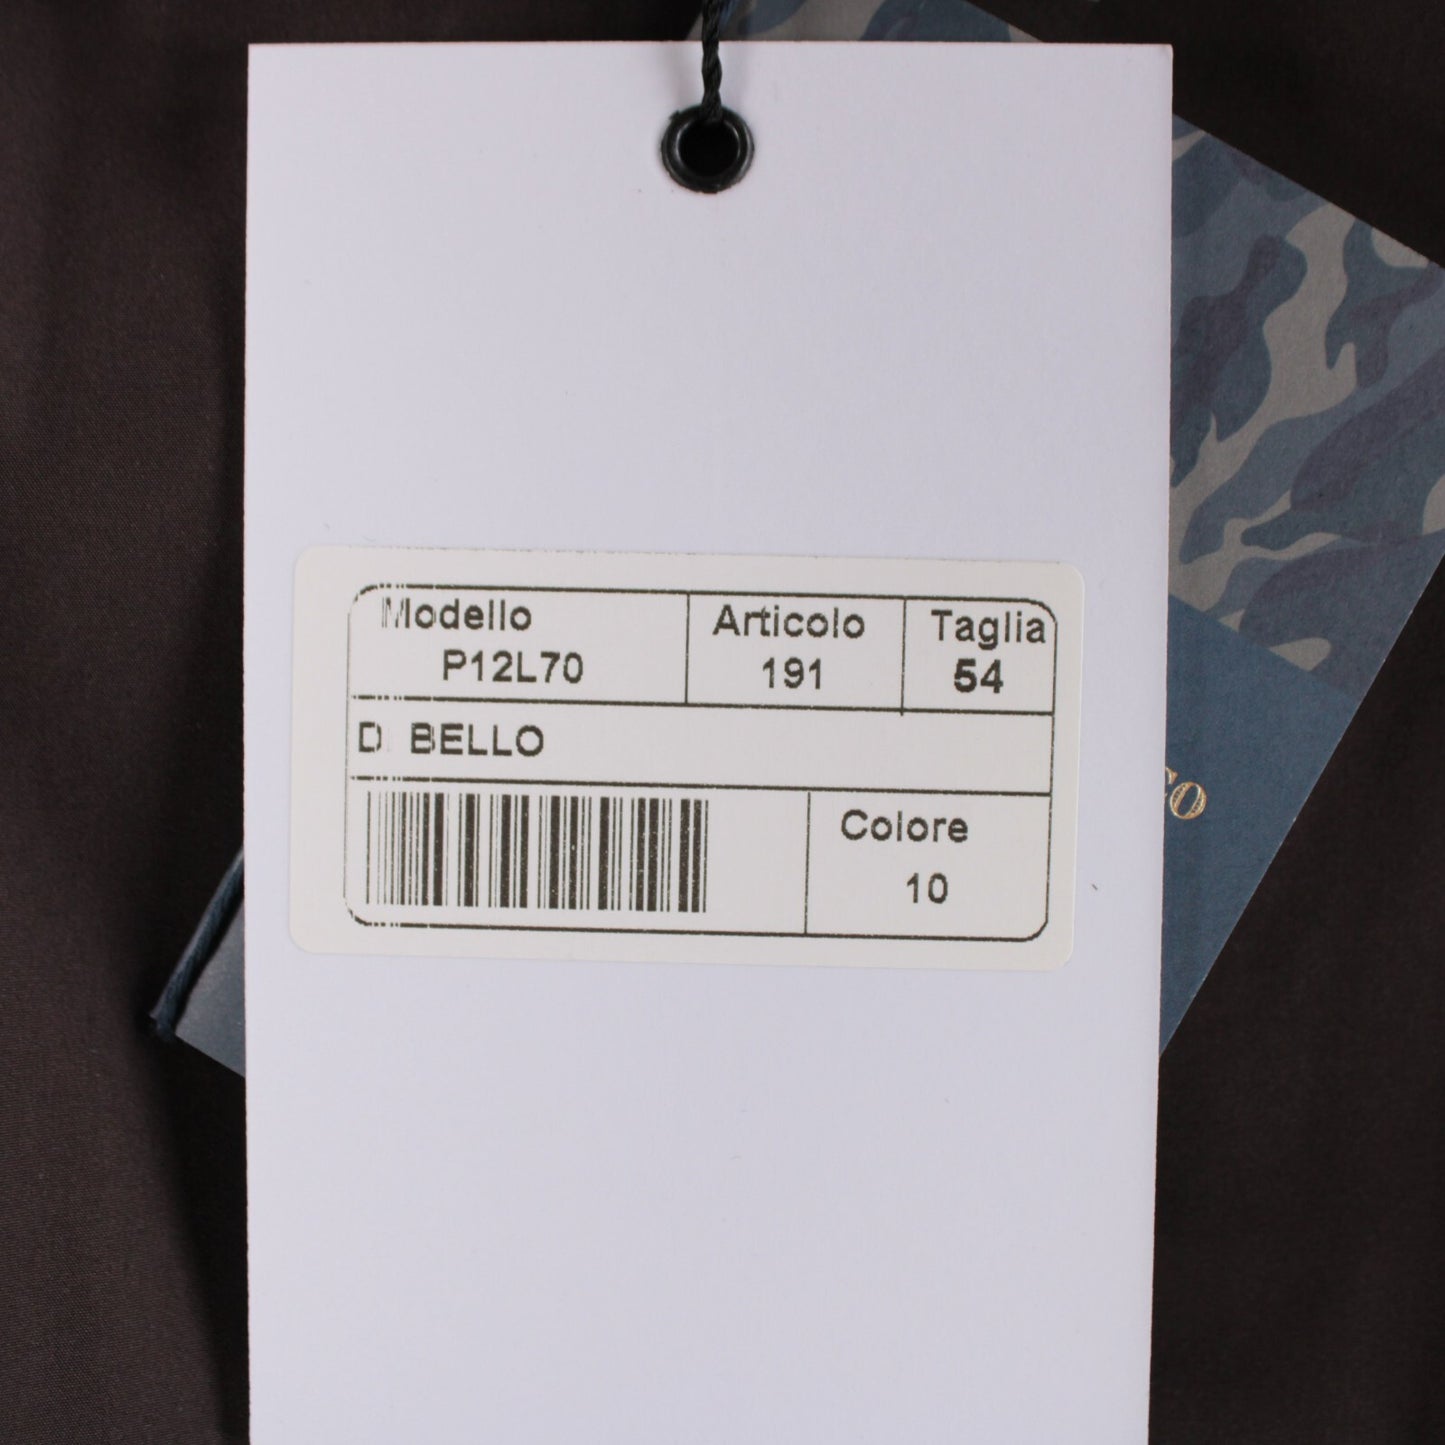 Modello Articolo Taglia
P12L70 191 54
D. BELLO
Colore
10